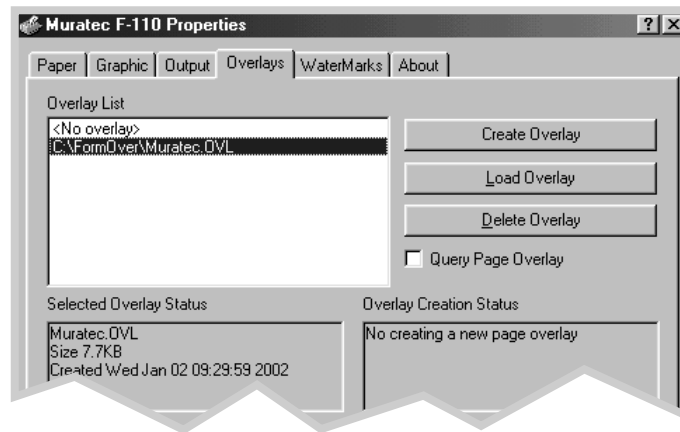 Muratec F-110 Properties
Paper Graphic Output Overlays WaterMarks About
Overlay List
<No overlay>
C:\FormOver\Muratec.OVL
Create Overlay
Load Overlay
Delete Overlay
Query Page Overlay
Selected Overlay Status
Muratec.OVL
Size 7.7KB
Created Wed Jan 02 09:29:59 2002
Overlay Creation Status
No creating a new page overlay